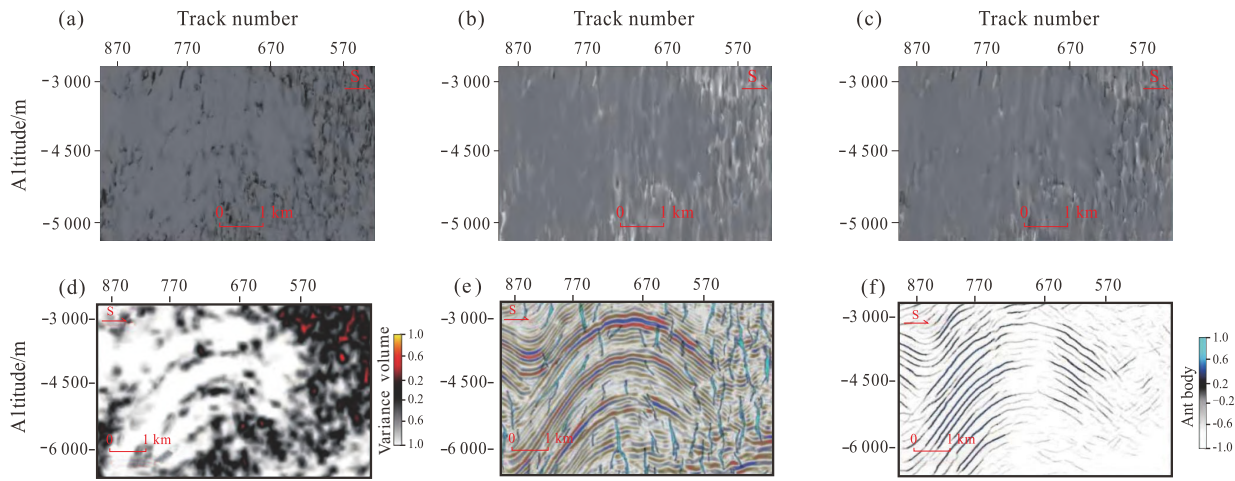 (a) Track number
870 770 670 570
(b) Track number
870 770 670 570
(c) Track number
870 770 670 570
A1titude/m
−3 000
−4 500
−5 000
S
0 1 km
−3 000
−4 500
−5 000
S
0 1 km
−3 000
−4 500
−5 000
S
0 1 km
(d) 870 770 670 570
(e) 870 770 670 570
(f) 870 770 670 570
A1titude/m
−3 000
−4 500
−6 000
S
0 1 km
Variance volume
1.0
0.6
0.2
0.2
0.6
1.0
−3 000
−4500
−6 000
S
0 1 km
−3 000
−4500
−6 000
S
0 1 km
Ant body
1.0
0.6
0.2
−0.2
−0.6
−1.0